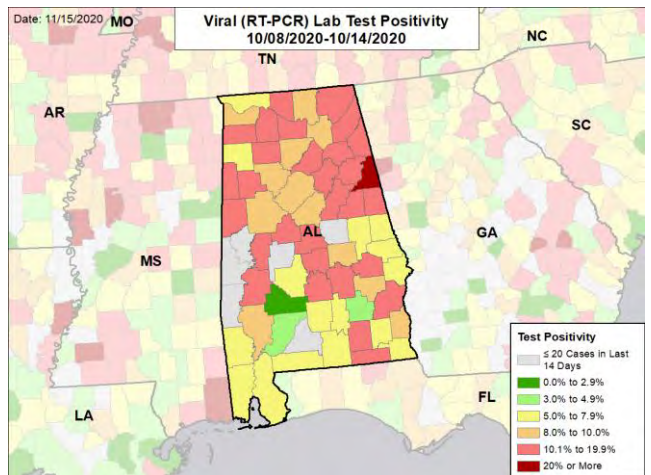 Date: 11/15/2020
Viral (RT-PCR) Lab Test Positivity
10/08/2020-10/14/2020
MO
TN
NC
AR
SC
AL
GA
MS
LA
FL
Test Positivity
≤ 20 Cases in Last
14 Days
0.0% to 2.9%
3.0% to 4.9%
5.0% to 7.9%
8.0% to 10.0%
10.1% to 19.9%
20% or More